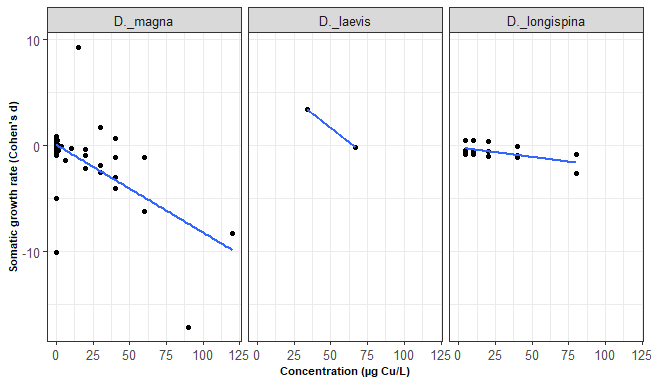 D._magna D._laevis D._longispina
Somatic growth rate (Cohen's d)
10
0
-10
0 25 50 75 100 125 0 25 50 75 100 125 0 25 50 75 100 125
Concentration (µg Cu/L)